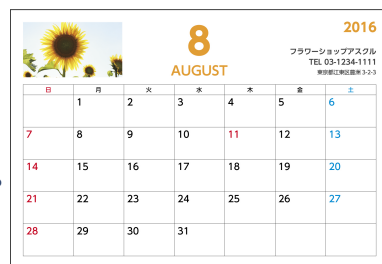 8
AUGUST
2016
フラワーショップアスクル
TEL 03-1234-1111
東京都江東区豊洲 3-2-3
日 月 火 水 木 金 土
1 2 3 4 5 6
7 8 9 10 11 12 13
14 15 16 17 18 19 20
21 22 23 24 25 26 27
28 29 30 31